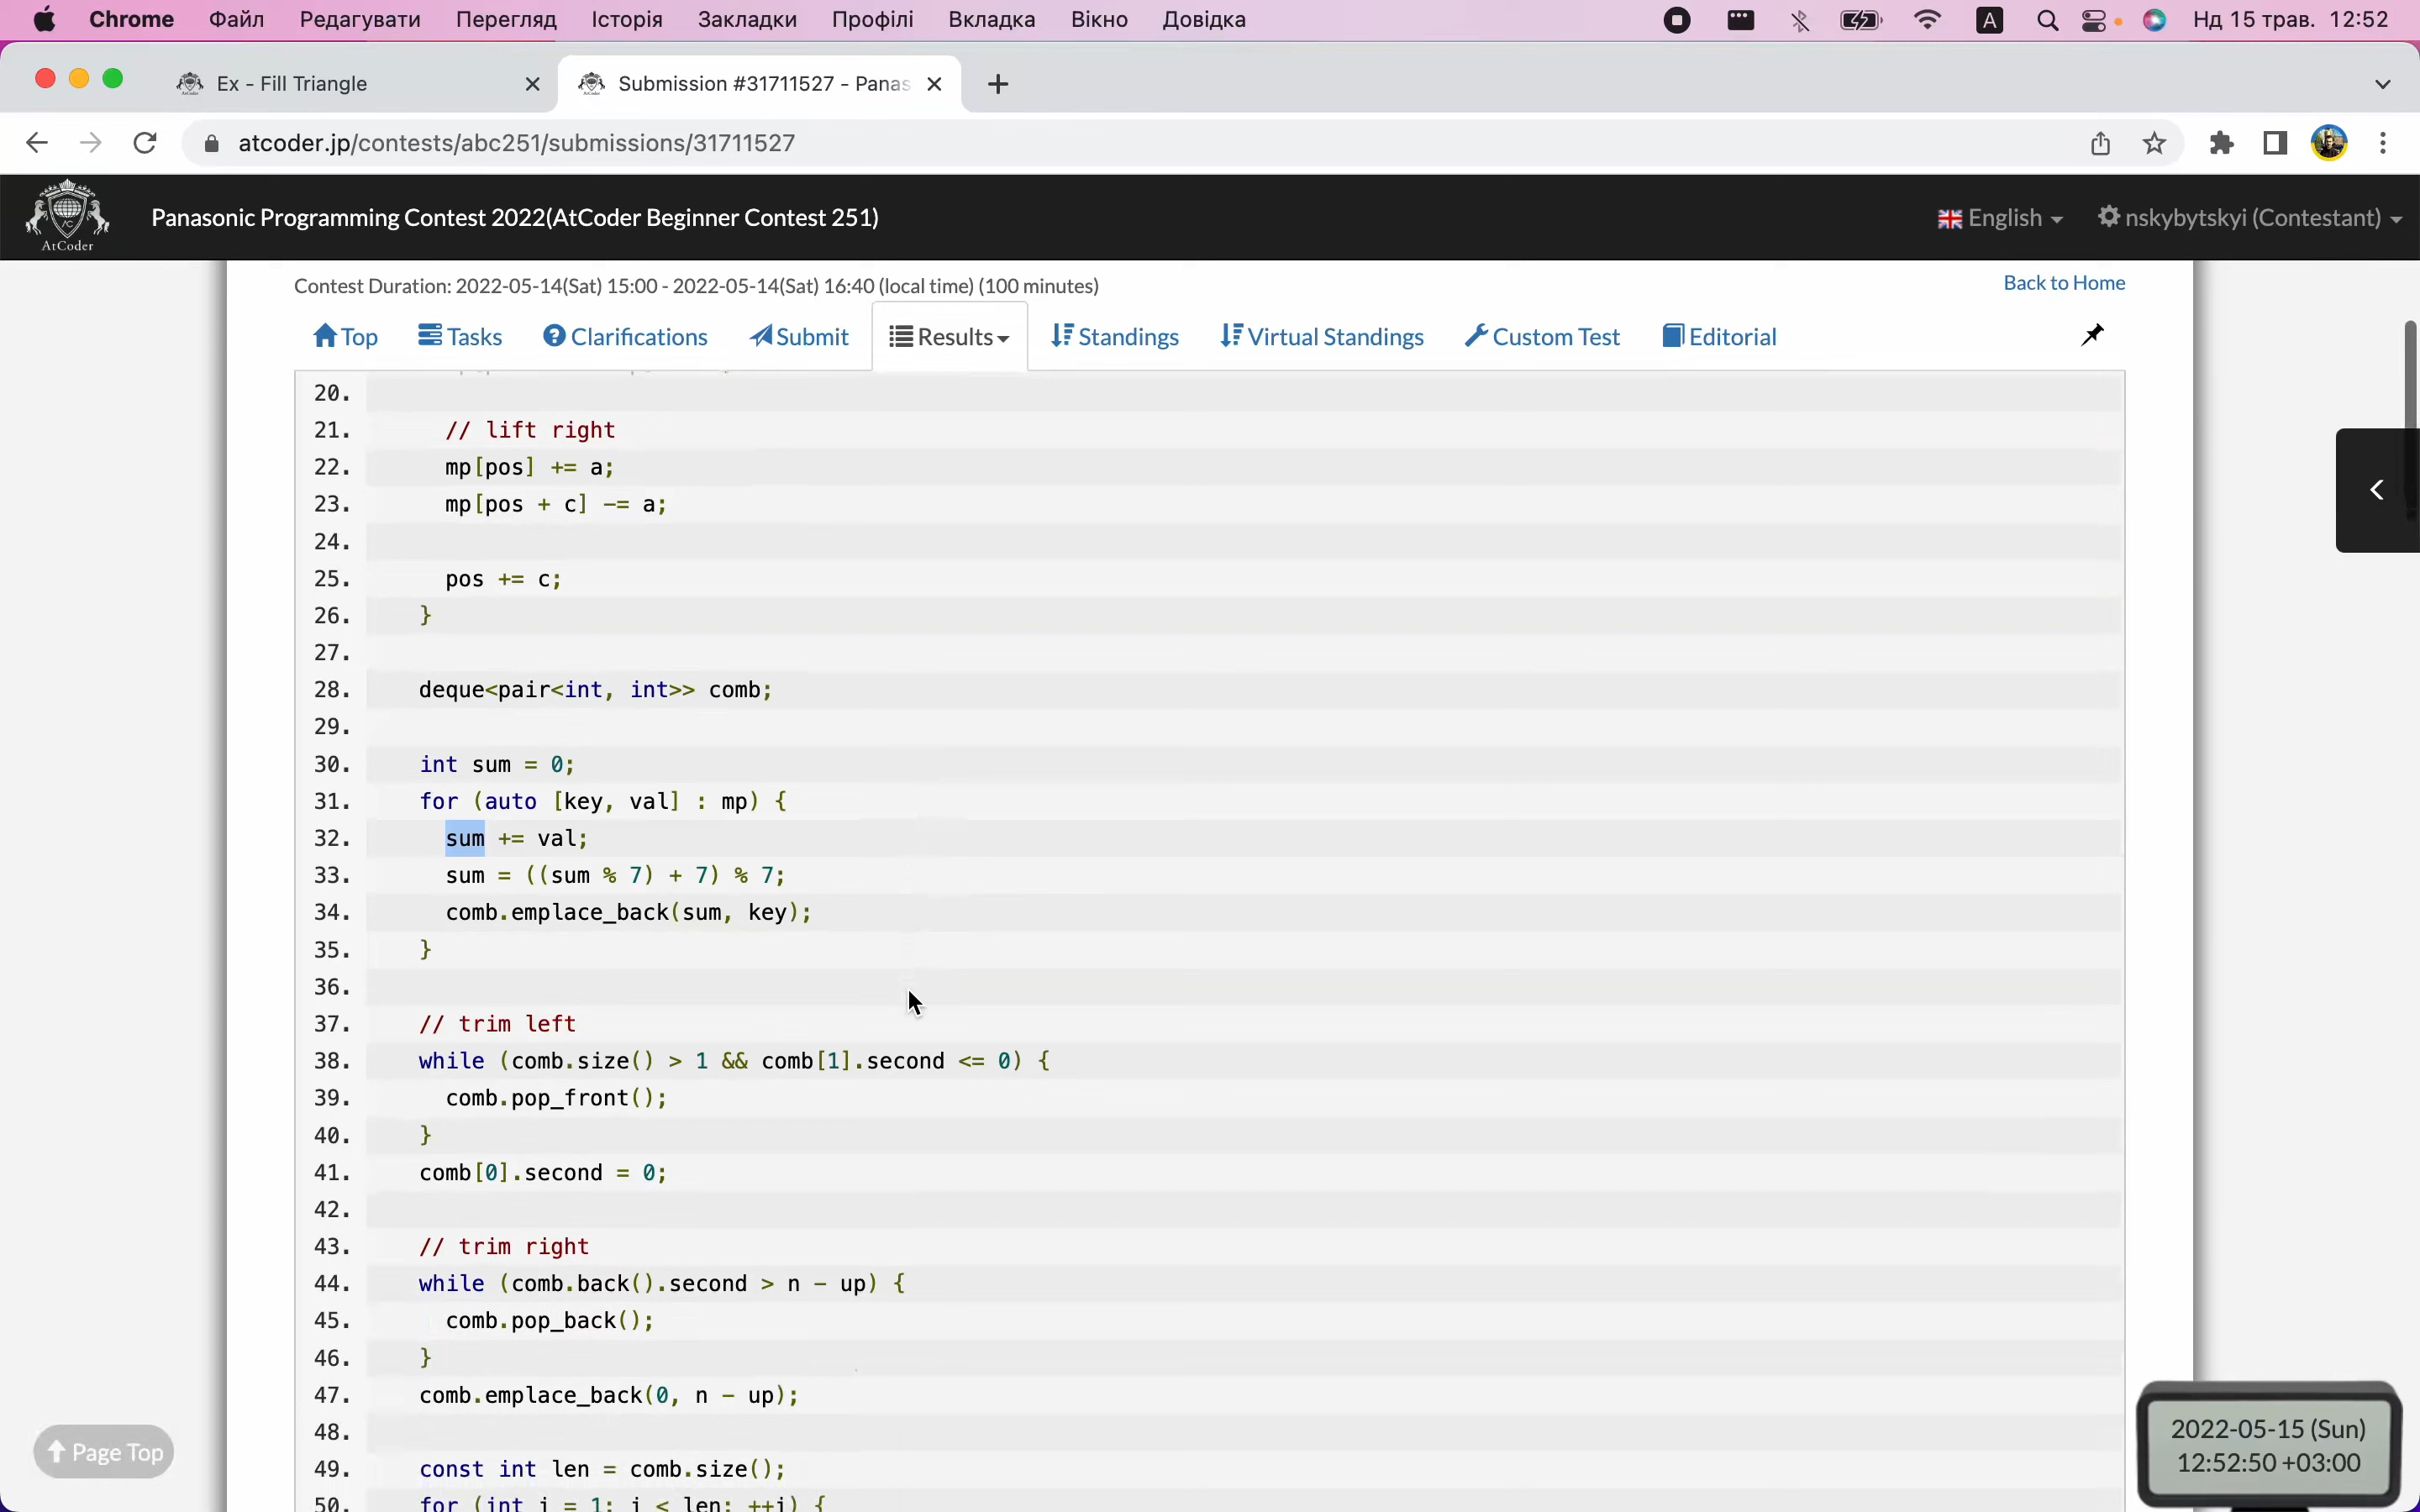 Chrome Файл Редагувати Перегляд Історія Закладки Профілі Вкладка Вікно Довідка A Нд 15 трав. 12:52
Ex - Fill Triangle Submission #31711527 - Panas
atcoder.jp/contests/abc251/submissions/31711527
AtCoder Panasonic Programming Contest 2022(AtCoder Beginner Contest 251) English nskybytskyi (Contestant)
Contest Duration: 2022-05-14(Sat) 15:00 - 2022-05-14(Sat) 16:40 (local time) (100 minutes) Back to Home
Top Tasks Clarifications Submit Results Standings Virtual Standings Custom Test Editorial
20.
21. // lift right
22. mp[pos] += a;
23. mp[pos + c] -= a;
24.
25. pos += c;
26. }
27.
28. deque<pair<int, int>> comb;
29.
30. int sum = 0;
31. for (auto [key, val] : mp) {
32. sum += val;
33. sum = ((sum % 7) + 7) % 7;
34. comb.emplace_back(sum, key);
35. }
36.
37. // trim left
38. while (comb.size() > 1 && comb[1].second <= 0) {
39. comb.pop_front();
40. }
41. comb[0].second = 0;
42.
43. // trim right
44. while (comb.back().second > n - up) {
45. comb.pop_back();
46. }
47. comb.emplace_back(0, n - up);
48.
49. const int len = comb.size();
50. for (int i = 1; i < len; ++i) {
Page Top
2022-05-15 (Sun)
12:52:50 +03:00